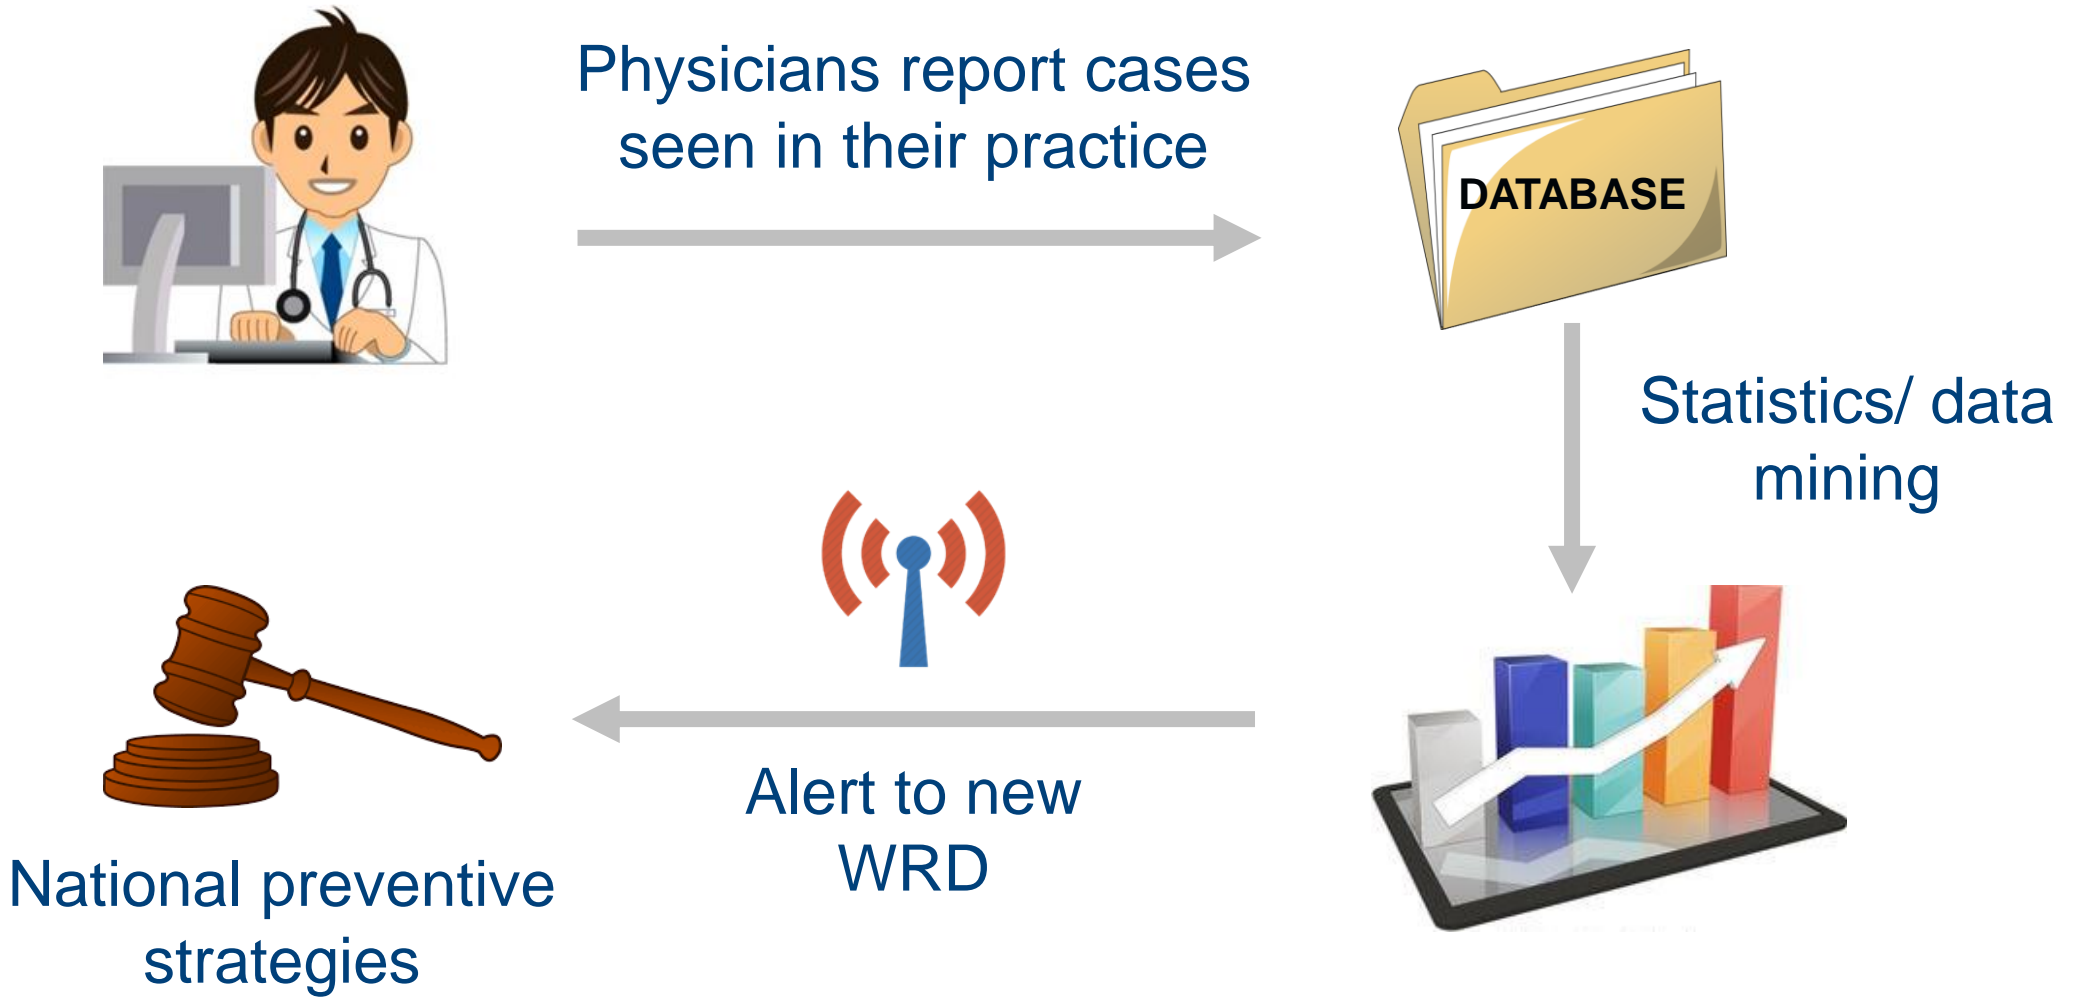 Physicians report cases
seen in their practice
DATABASE
Statistics/ data
mining
Alert to new
WRD
National preventive
strategies